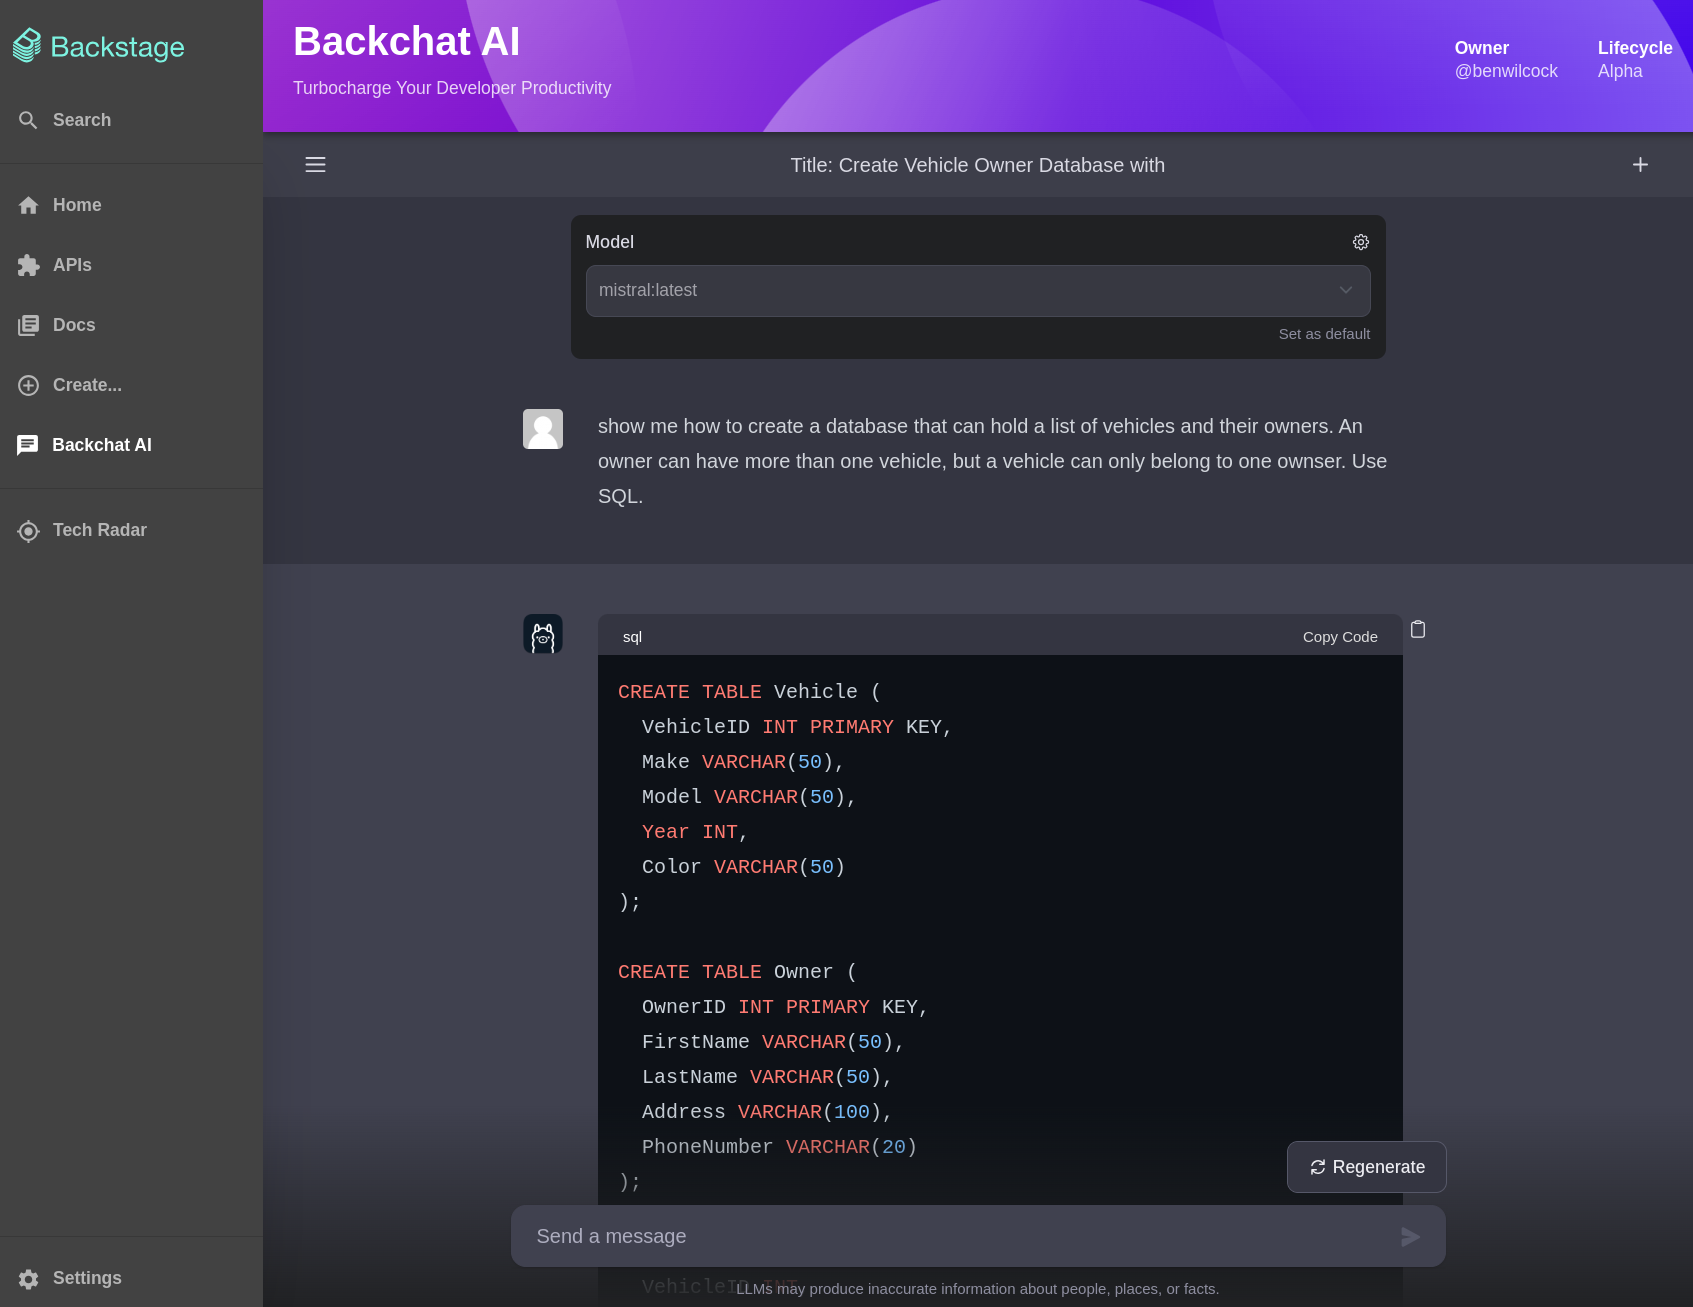 Backstage
Search
Home
APIs
Docs
Create...
Backchat AI
Tech Radar
Settings
Backchat AI
Turbocharge Your Developer Productivity
Owner
@benwilcock
Lifecycle
Alpha
Title: Create Vehicle Owner Database with
Model
mistral:latest
Set as default
show me how to create a database that can hold a list of vehicles and their owners. An
owner can have more than one vehicle, but a vehicle can only belong to one ownser. Use
SQL.
sql
Copy Code
CREATE TABLE Vehicle (
  VehicleID INT PRIMARY KEY,
  Make VARCHAR(50),
  Model VARCHAR(50),
  Year INT,
  Color VARCHAR(50)
);

CREATE TABLE Owner (
  OwnerID INT PRIMARY KEY,
  FirstName VARCHAR(50),
  LastName VARCHAR(50),
  Address VARCHAR(100),
  PhoneNumber VARCHAR(20)
);
Regenerate
Send a message
VehicleID INT
LLMs may produce inaccurate information about people, places, or facts.